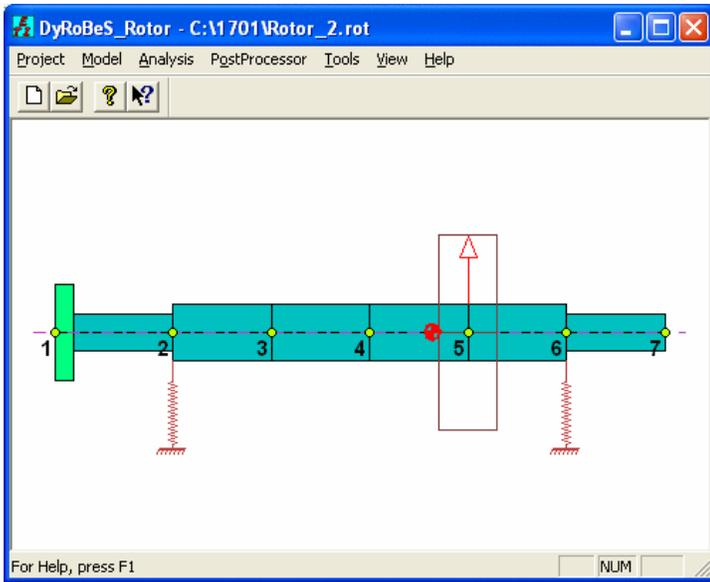 DyRoBeS_Rotor - C:\1701\Rotor_2.rot
Project Model Analysis PostProcessor Tools View Help
1 2 3 4 5 6 7
For Help, press F1 NUM